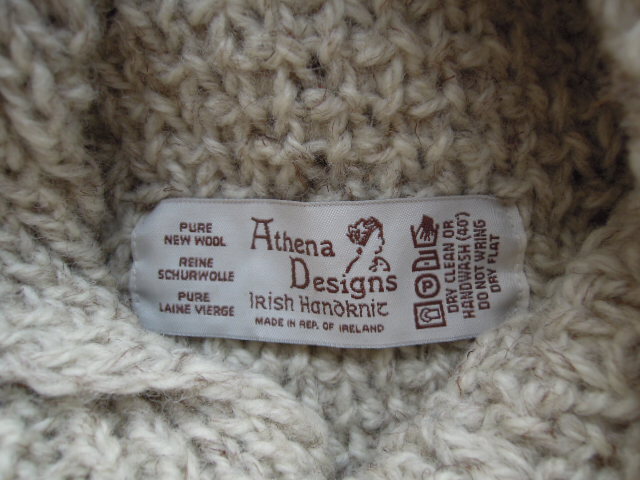 PURE
NEW WOOL
REINE
SCHURWOLLE
PURE
LAINE VIERGE
Athena
Designs
Irish Handknit
MADE IN REP. OF IRELAND
DRY CLEAN OR
HANDWASH (40°)
DO NOT WRING
DRY FLAT
P